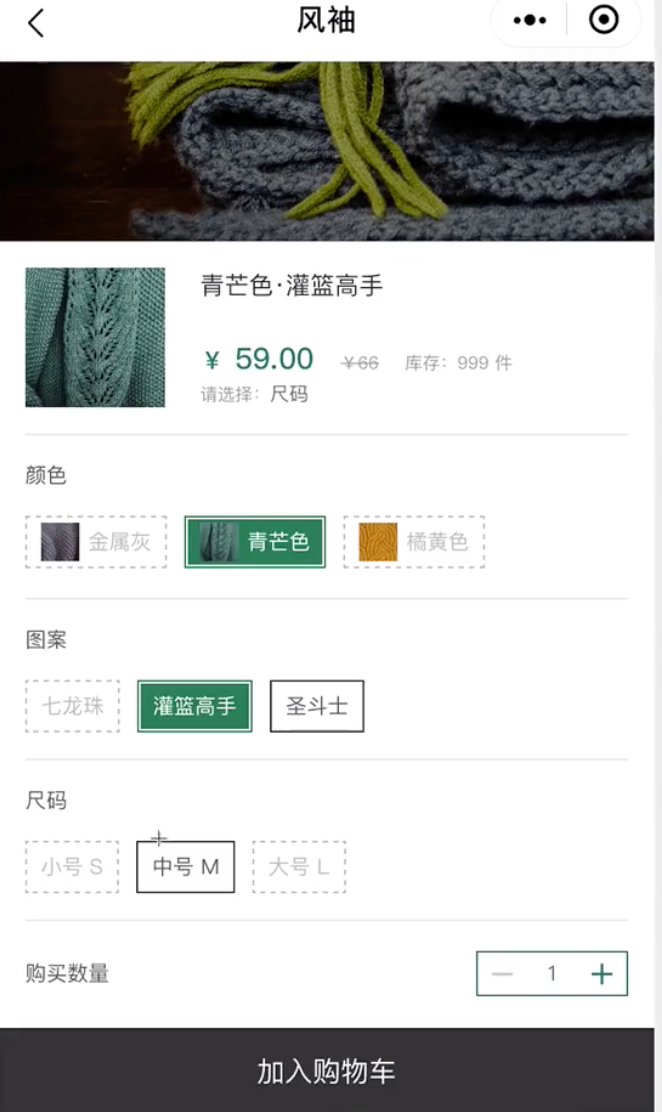 风袖
青芒色·灌篮高手
¥ 59.00 ¥66 库存：999 件
请选择：尺码
颜色
金属灰 青芒色 橘黄色
图案
七龙珠 灌篮高手 圣斗士
尺码
小号 S 中号 M 大号 L
购买数量 1
加入购物车